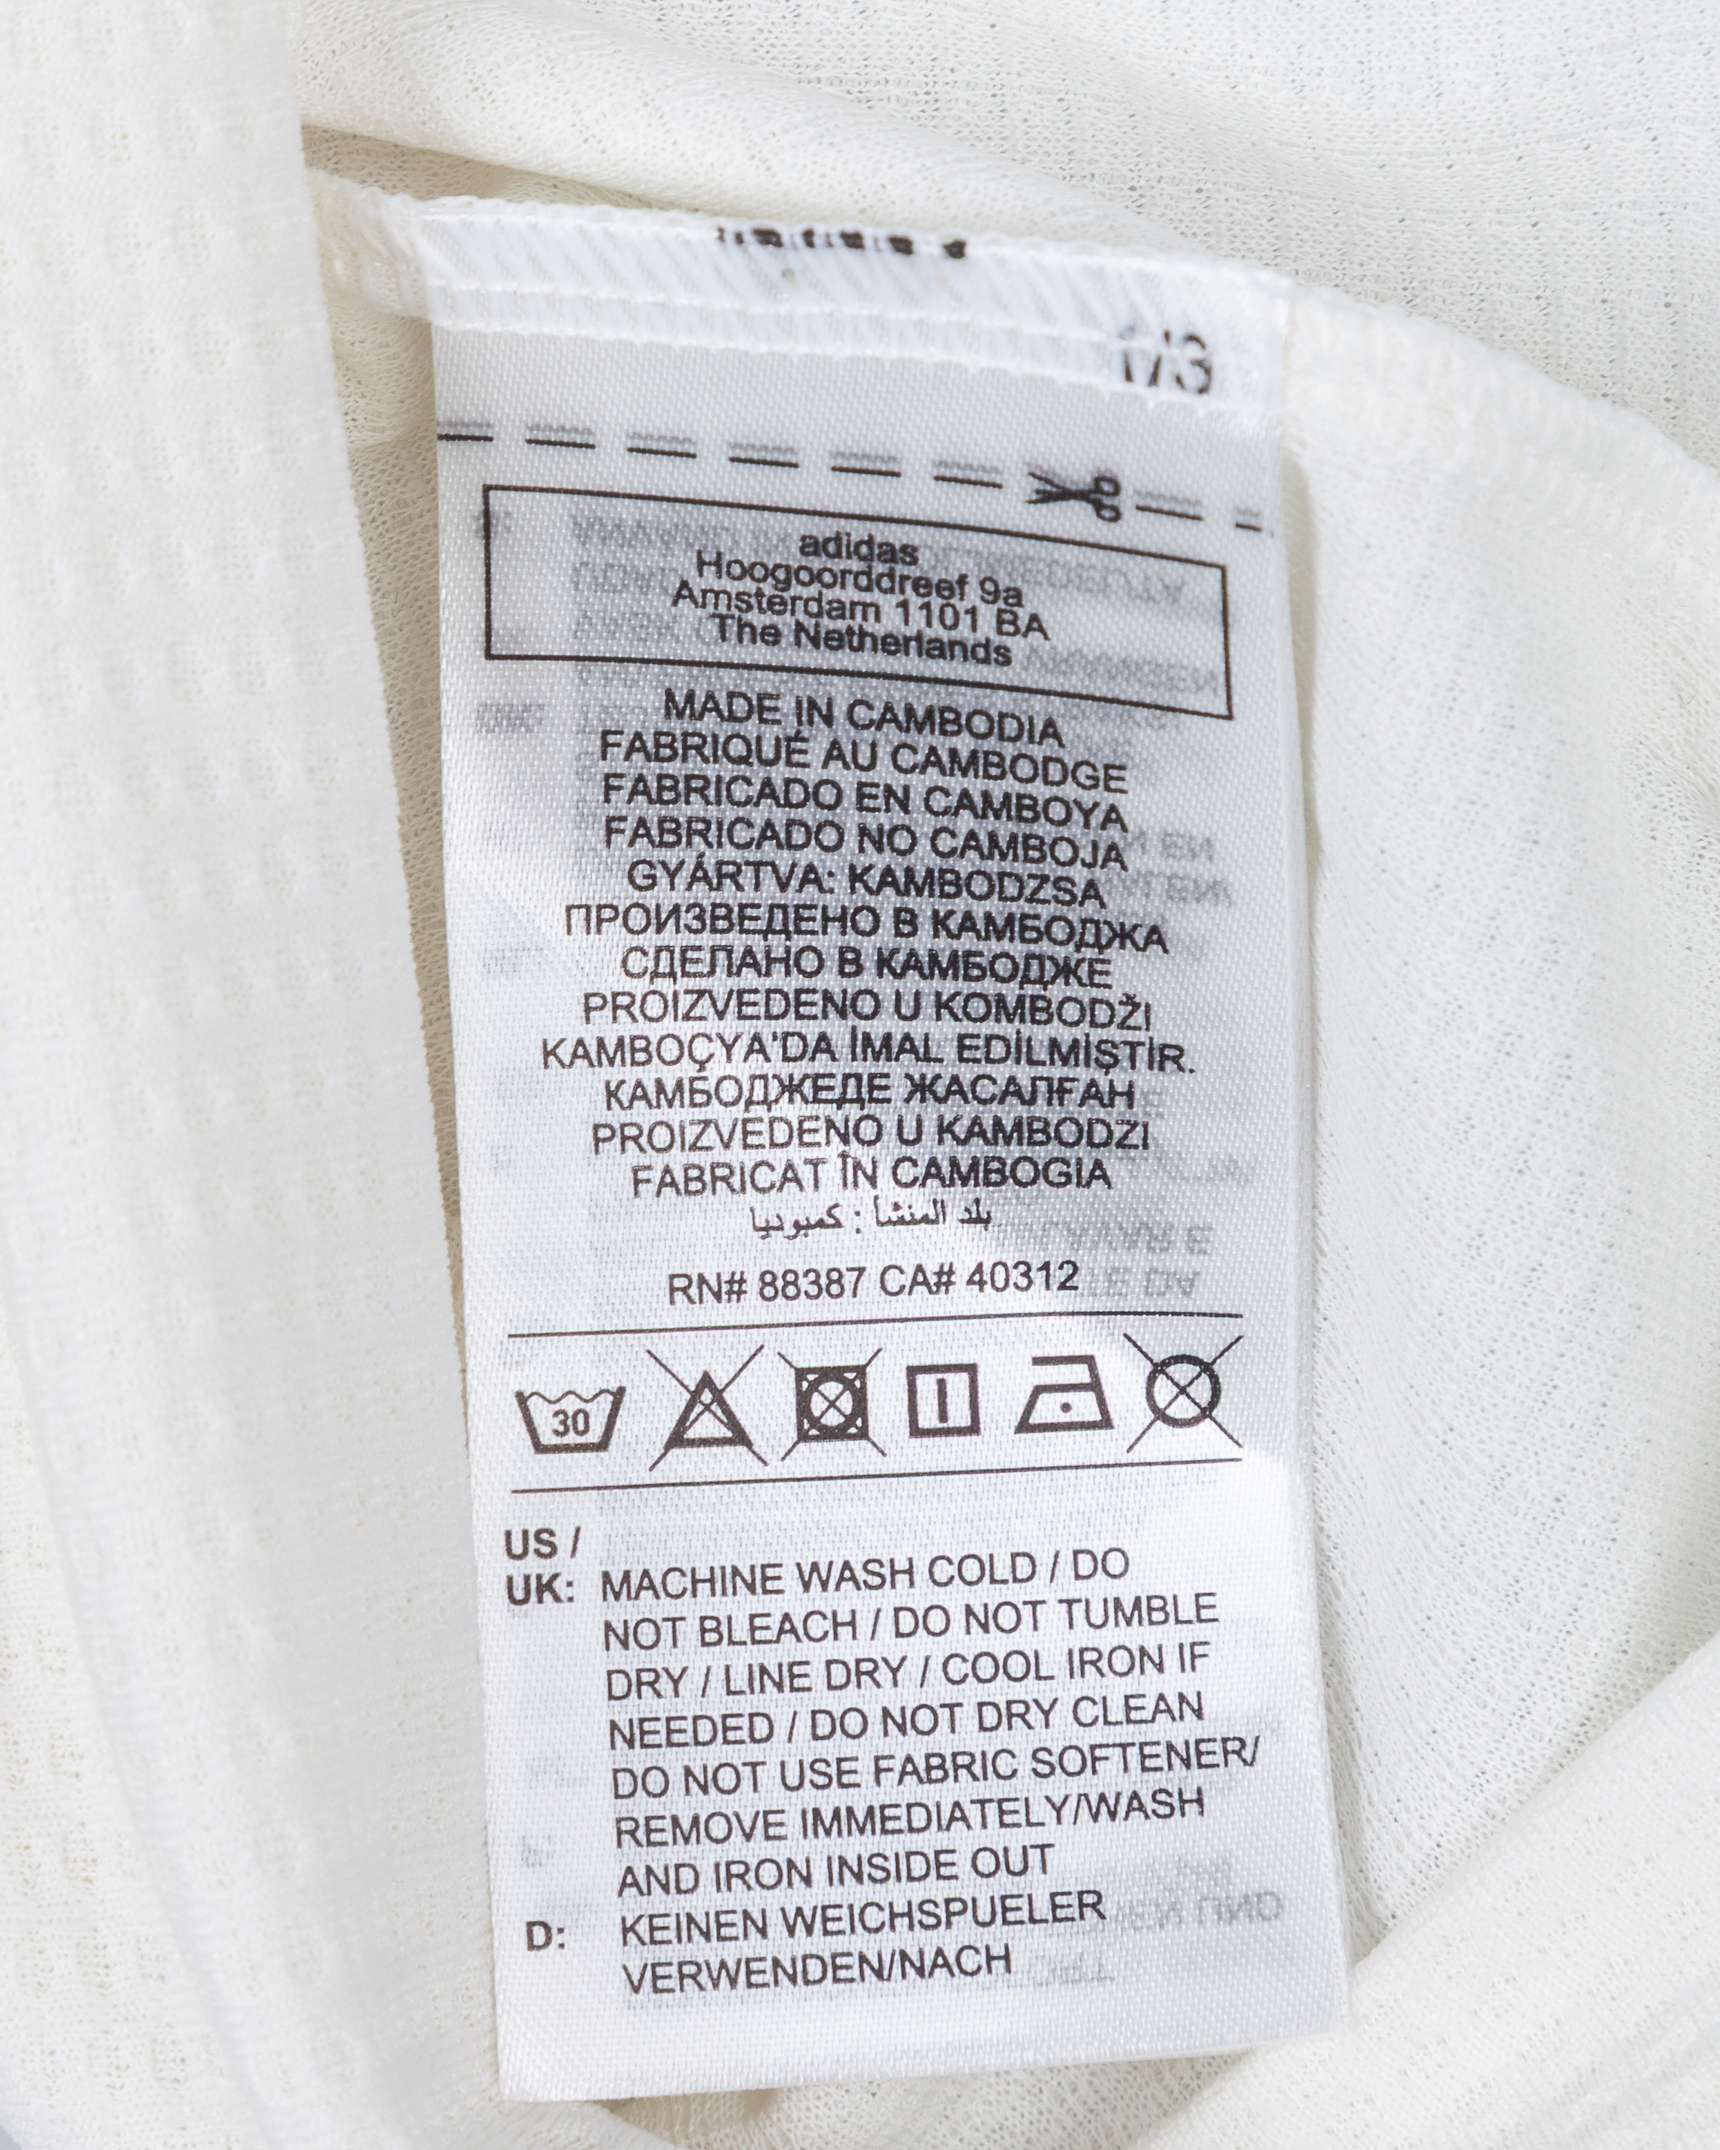 1/3
adidas
Hoogoorddreef 9a
Amsterdam 1101 BA
The Netherlands
MADE IN CAMBODIA
FABRIQUÉ AU CAMBODGE
FABRICADO EN CAMBOYA
FABRICADO NO CAMBOJA
GYÁRTVA: KAMBODZSA
ПРОИЗВЕДЕНО В КАМБОДЖА
СДЕЛАНО В КАМБОДЖЕ
PROIZVEDENO U KOMBODŽI
KAMBOÇYA'DA İMAL EDİLMİŞTİR.
КАМБОДЖЕДЕ ЖАСАЛҒАН
PROIZVEDENO U KAMBODZI
FABRICAT ÎN CAMBOGIA
بلد المنشأ : كمبوديا
RN# 88387 CA# 40312
30
US /
UK: MACHINE WASH COLD / DO
NOT BLEACH / DO NOT TUMBLE
DRY / LINE DRY / COOL IRON IF
NEEDED / DO NOT DRY CLEAN
DO NOT USE FABRIC SOFTENER/
REMOVE IMMEDIATELY/WASH
AND IRON INSIDE OUT
D: KEINEN WEICHSPUELER
VERWENDEN/NACH